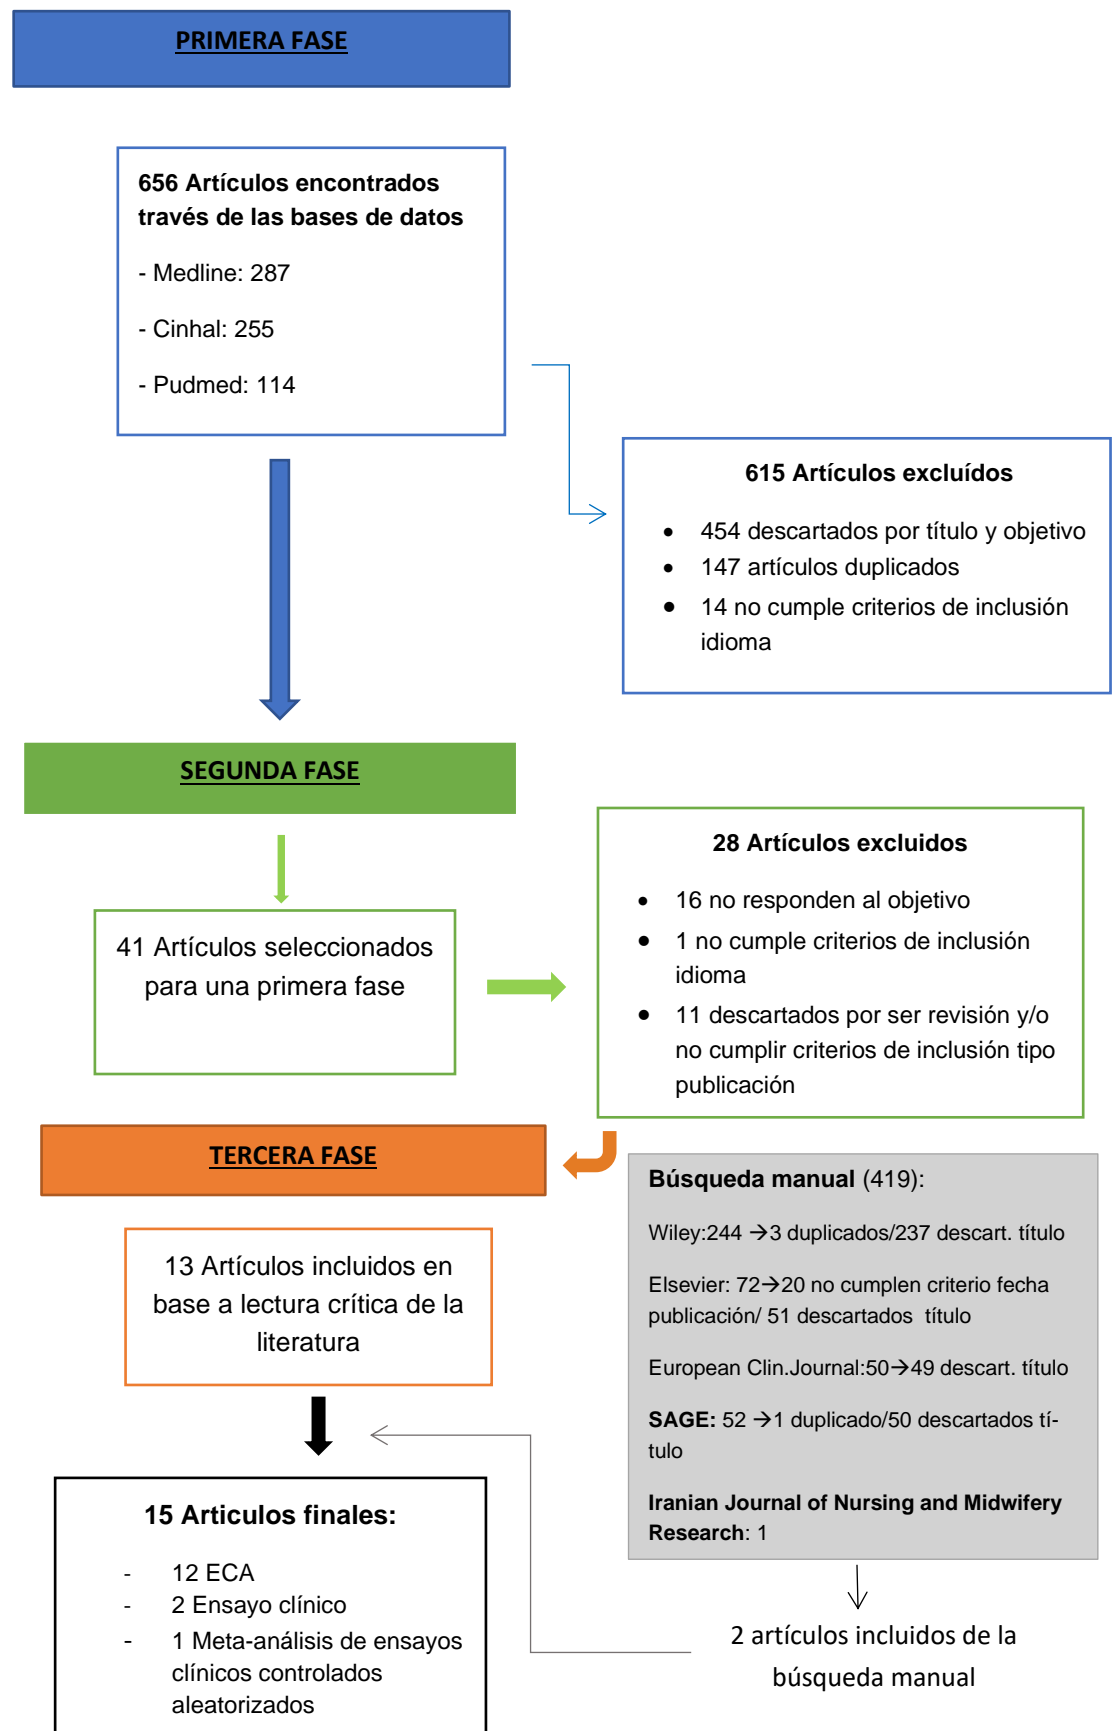 PRIMERA FASE
656 Artículos encontrados
través de las bases de datos
- Medline: 287
- Cinhal: 255
- Pudmed: 114
615 Artículos excluídos
• 454 descartados por título y objetivo
• 147 artículos duplicados
• 14 no cumple criterios de inclusión
idioma
SEGUNDA FASE
28 Artículos excluidos
• 16 no responden al objetivo
• 1 no cumple criterios de inclusión
idioma
• 11 descartados por ser revisión y/o
no cumplir criterios de inclusión tipo
publicación
41 Artículos seleccionados
para una primera fase
TERCERA FASE
13 Artículos incluidos en
base a lectura crítica de la
literatura
Búsqueda manual (419):
Wiley:244 →3 duplicados/237 descart. título
Elsevier: 72→20 no cumplen criterio fecha
publicación/ 51 descartados título
European Clin.Journal:50→49 descart. título
SAGE: 52 →1 duplicado/50 descartados tí-
tulo
Iranian Journal of Nursing and Midwifery
Research: 1
2 artículos incluidos de la
búsqueda manual
15 Articulos finales:
- 12 ECA
- 2 Ensayo clínico
- 1 Meta-análisis de ensayos
clínicos controlados
aleatorizados